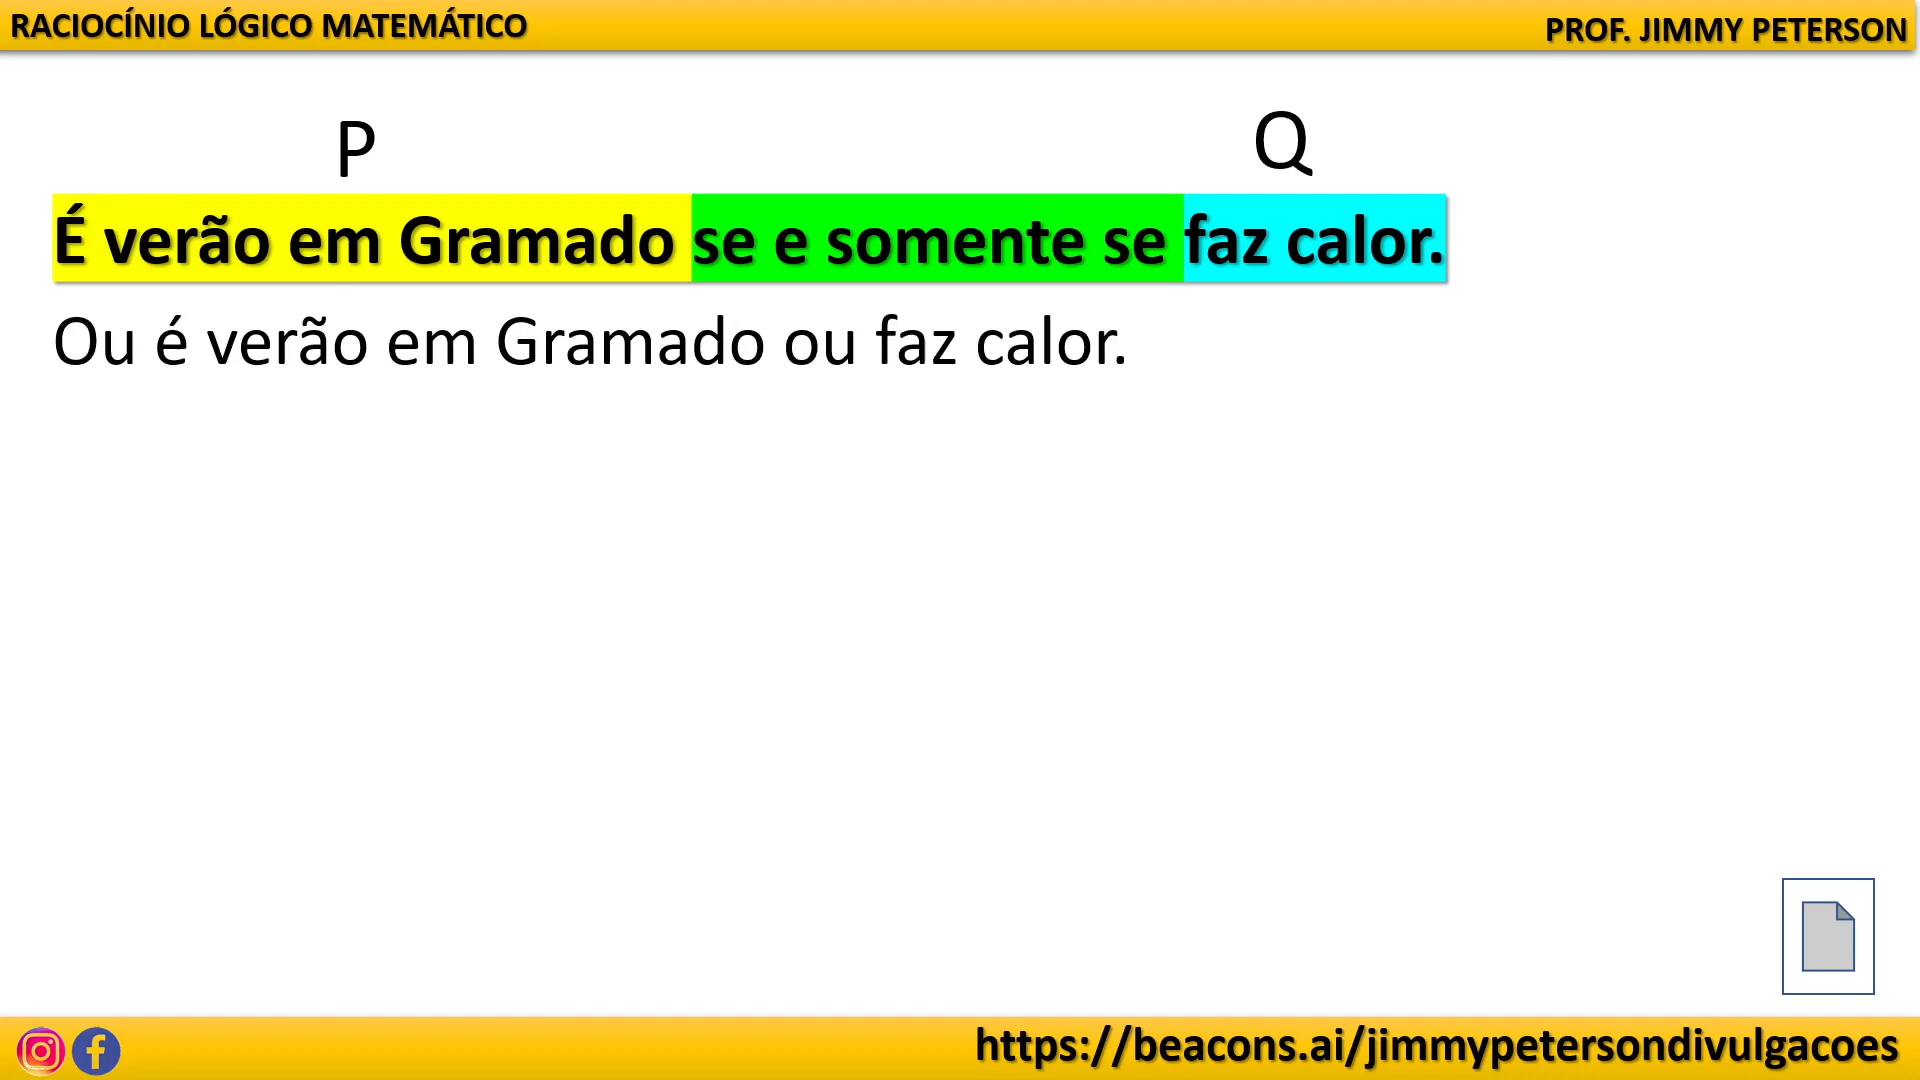 RACIOCÍNIO LÓGICO MATEMÁTICO
PROF. JIMMY PETERSON
P
Q
É verão em Gramado se e somente se faz calor.
Ou é verão em Gramado ou faz calor.
https://beacons.ai/jimmypetersondivulgacoes